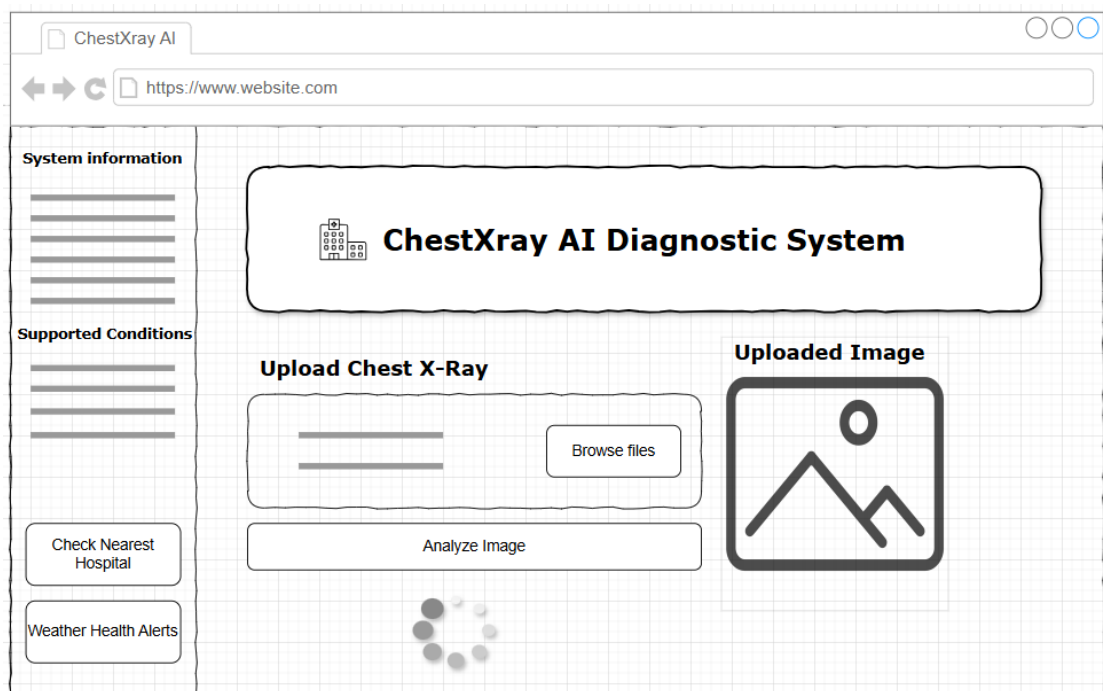 ChestXray AI
https://www.website.com
System information
Supported Conditions
Check Nearest
Hospital
Weather Health Alerts
ChestXray AI Diagnostic System
Upload Chest X-Ray
Browse files
Analyze Image
Uploaded Image